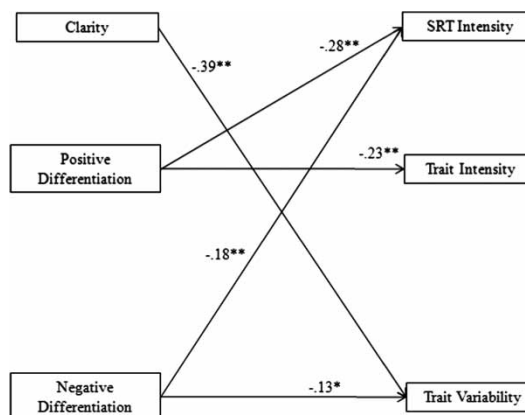 Clarity
SRT Intensity
-.28**
-.39**
Positive
Differentiation
-.23**
Trait Intensity
-.18**
Negative
Differentiation
-.13*
Trait Variability